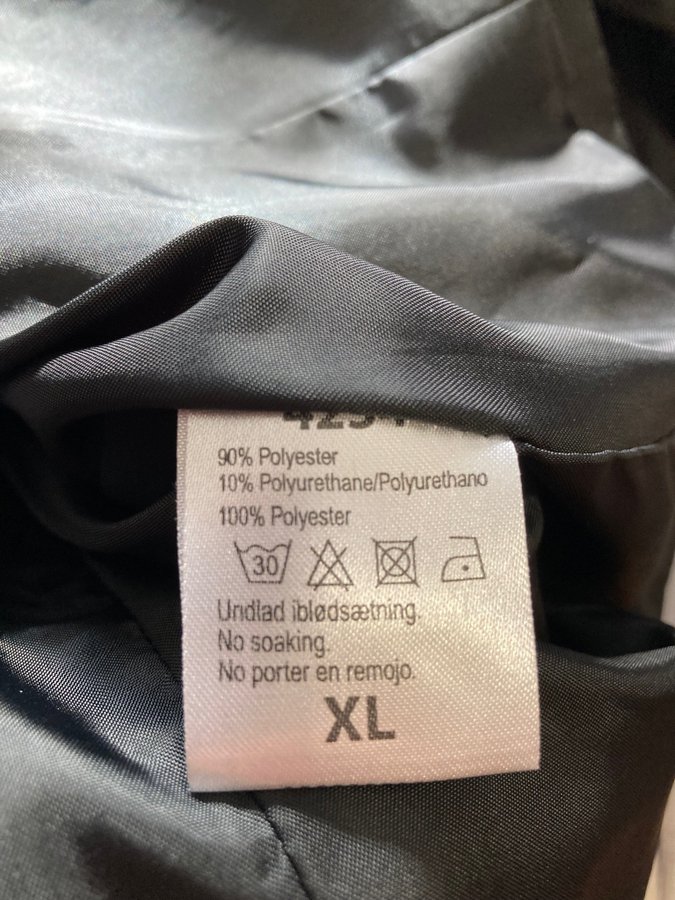 90% Polyester
10% Polyurethane/Polyurethano
100% Polyester
30
Undlad iblødsætning.
No soaking.
No porter en remojo.
XL